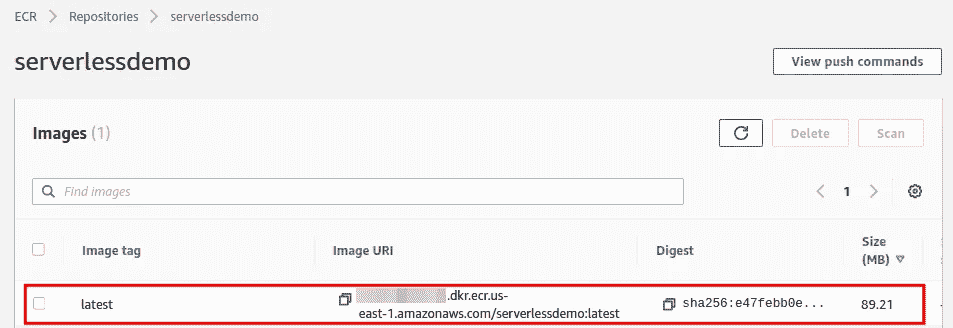 ECR > Repositories > serverlessdemo
serverlessdemo
View push commands
Images (1)
Delete
Scan
Find images
1
Image tag
Image URI
Digest
Size
(MB)
latest
.dkr.ecr.us-
east-1.amazonaws.com/serverlessdemo:latest
sha256:e47febb0e...
89.21